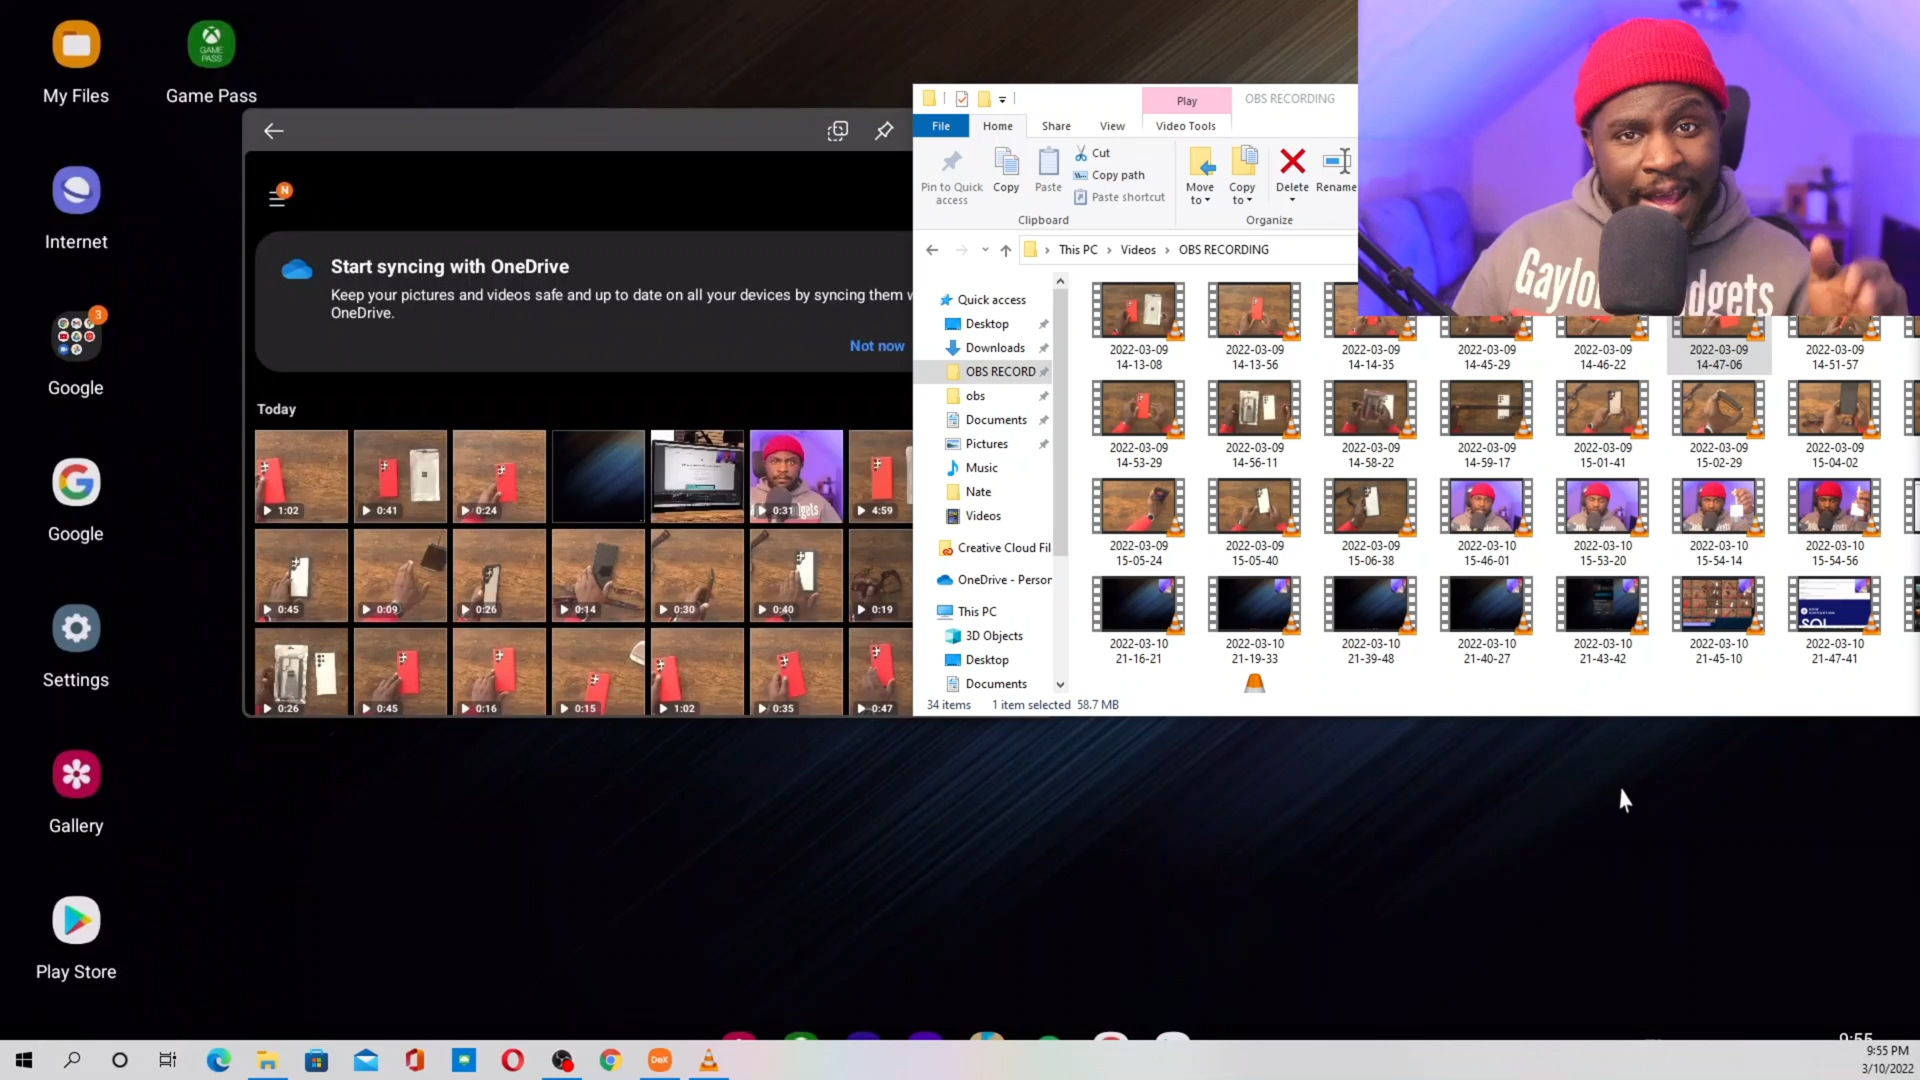 My Files
Game Pass
GAME PASS
Internet
3
Google
Google
Settings
Gallery
Play Store
N
Start syncing with OneDrive
Keep your pictures and videos safe and up to date on all your devices by syncing them
OneDrive.
Not now
Today
1:02
0:41
0:24
0:31
4:59
0:45
0:09
0:26
0:14
0:30
0:40
0:19
0:26
0:45
0:16
0:15
1:02
0:35
0:47
Play
OBS RECORDING
File
Home
Share
View
Video Tools
Pin to Quick access
Copy
Paste
Cut
Copy path
Paste shortcut
Move to
Copy to
Delete
Rename
Clipboard
Organize
This PC > Videos > OBS RECORDING
Quick access
Desktop
Downloads
OBS RECORD
obs
Documents
Pictures
Music
Nate
Videos
Creative Cloud Fil
OneDrive - Person
This PC
3D Objects
Desktop
Documents
2022-03-09 14-13-08
2022-03-09 14-13-56
2022-03-09 14-14-35
2022-03-09 14-45-29
2022-03-09 14-46-22
2022-03-09 14-47-06
2022-03-09 14-51-57
2022-03-09 14-53-29
2022-03-09 14-56-11
2022-03-09 14-58-22
2022-03-09 14-59-17
2022-03-09 15-01-41
2022-03-09 15-02-29
2022-03-09 15-04-02
2022-03-09 15-05-24
2022-03-09 15-05-40
2022-03-09 15-06-38
2022-03-10 15-46-01
2022-03-10 15-53-20
2022-03-10 15-54-14
2022-03-10 15-54-56
2022-03-10 21-16-21
2022-03-10 21-19-33
2022-03-10 21-39-48
2022-03-10 21-40-27
2022-03-10 21-43-42
2022-03-10 21-45-10
2022-03-10 21-47-41
34 items 1 item selected 58.7 MB
DeX
9:55
9:55 PM
3/10/2022